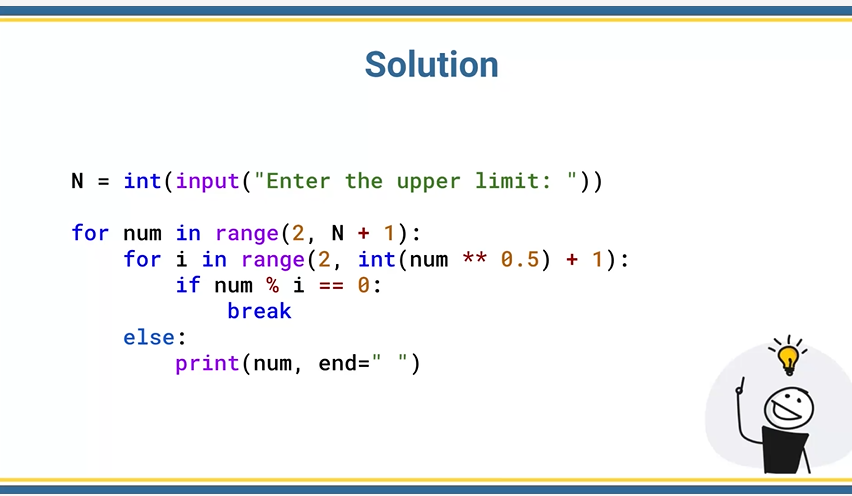 Solution
N = int(input("Enter the upper limit: "))
for num in range(2, N + 1):
    for i in range(2, int(num ** 0.5) + 1):
        if num % i == 0:
            break
    else:
        print(num, end=" ")